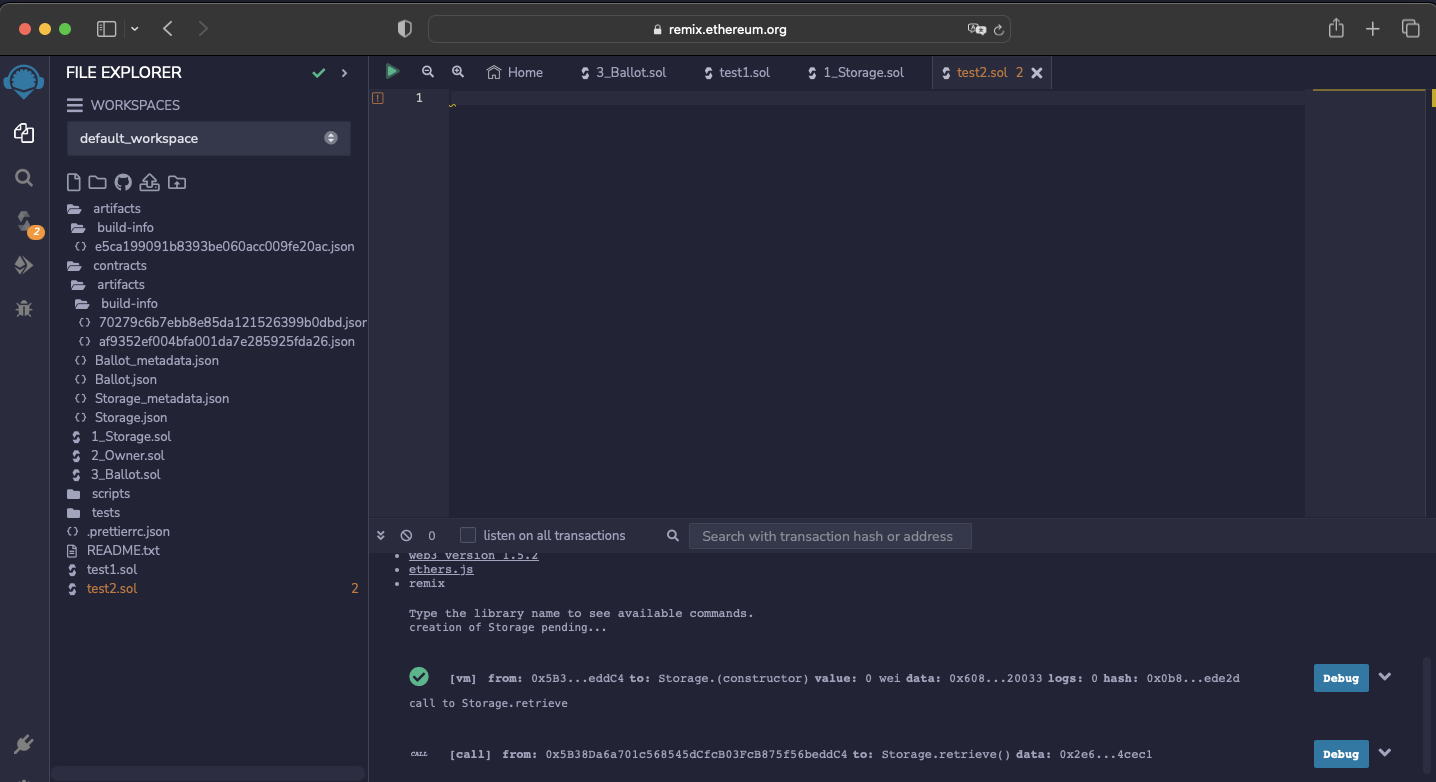 remix.ethereum.org
FILE EXPLORER
WORKSPACES
default_workspace
artifacts
build-info
e5ca199091b8393be060acc009fe20ac.json
contracts
artifacts
build-info
70279c6b7ebb8e85da121526399b0dbd.json
af9352ef004bfa001da7e285925fda26.json
Ballot_metadata.json
Ballot.json
Storage_metadata.json
Storage.json
1_Storage.sol
2_Owner.sol
3_Ballot.sol
scripts
tests
.prettierrc.json
README.txt
test1.sol
test2.sol 2
2
Home 3_Ballot.sol test1.sol 1_Storage.sol test2.sol 2
1
0 listen on all transactions Search with transaction hash or address
web3 version 1.5.2
ethers.js
remix
Type the library name to see available commands.
creation of Storage pending...
[vm] from: 0x5B3...eddC4 to: Storage.(constructor) value: 0 wei data: 0x608...20033 logs: 0 hash: 0x0b8...ede2d Debug
call to Storage.retrieve
CALL [call] from: 0x5B38Da6a701c568545dCfcB03FcB875f56beddC4 to: Storage.retrieve() data: 0x2e6...4cec1 Debug